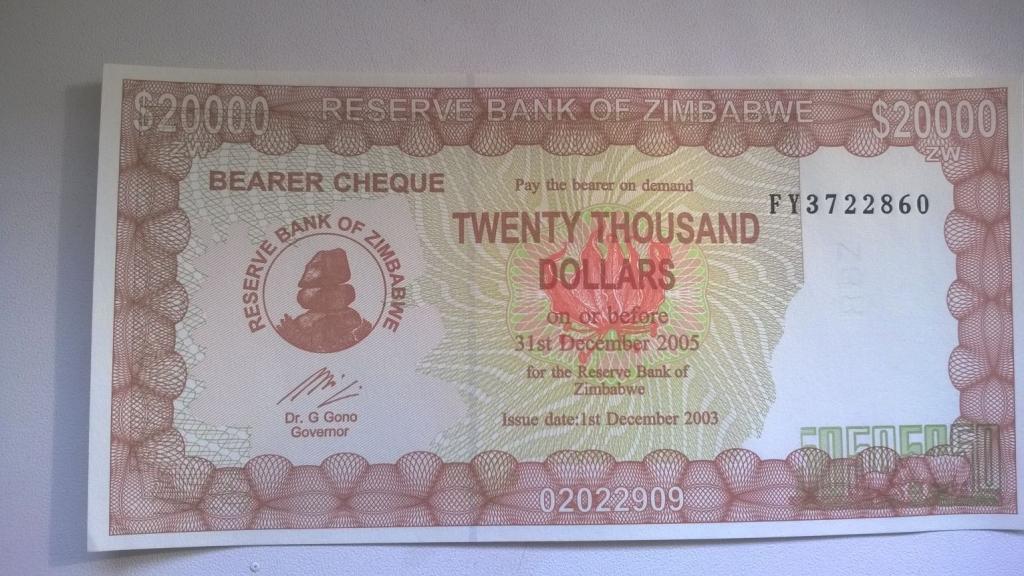 $20000 RESERVE BANK OF ZIMBABWE $20000
ZW
BEARER CHEQUE
Pay the bearer on demand
FY3722860
TWENTY THOUSAND
DOLLARS
RESERVE BANK OF ZIMBABWE
on or before
31st December 2005
for the Reserve Bank of
Zimbabwe
Dr. G Gono
Governor
Issue date:1st December 2003
02022909